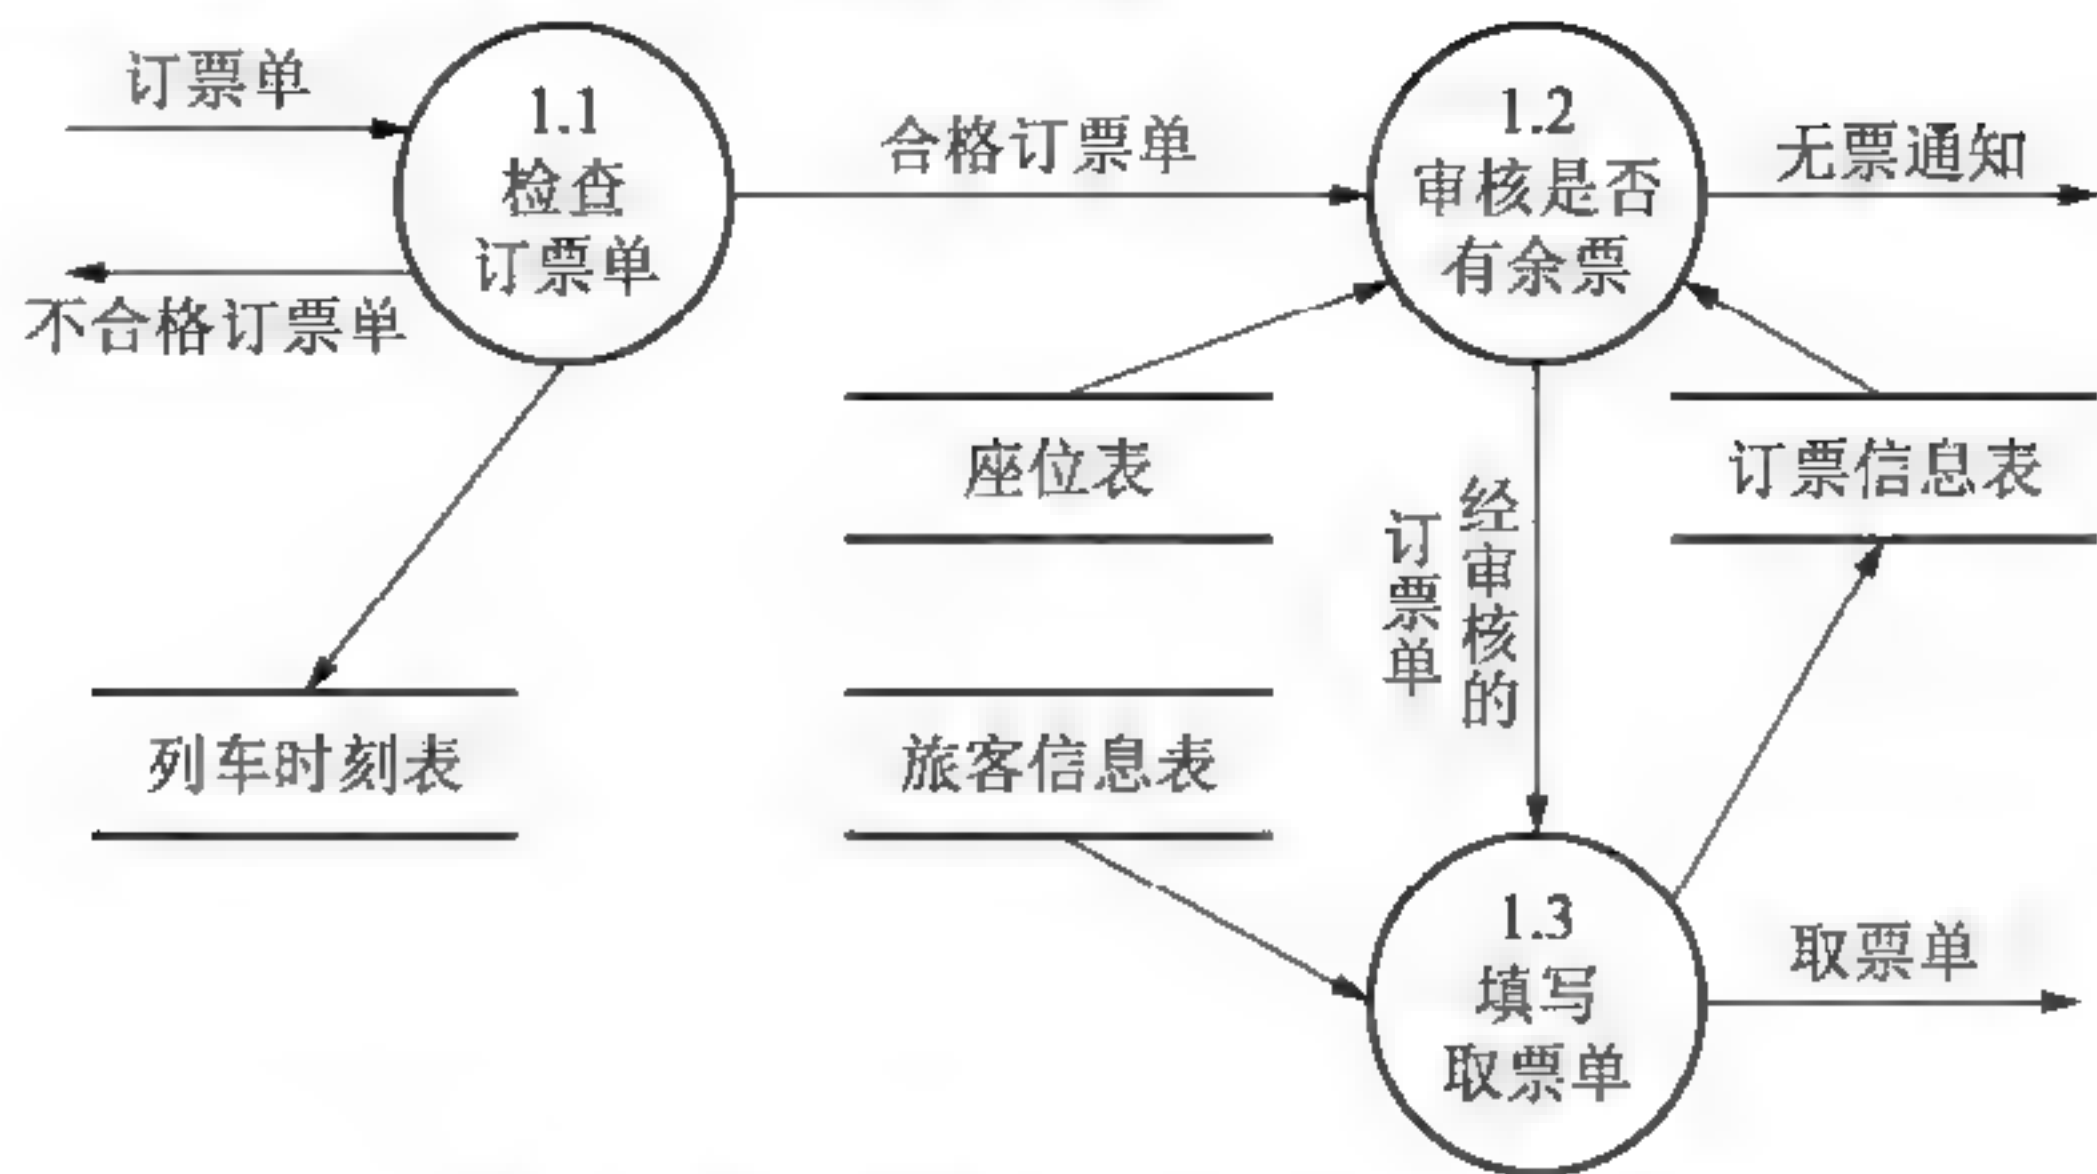 订票单
1.1
检查
订票单
不合格订票单
合格订票单
1.2
审核是否
有余票
无票通知
座位表
订票信息表
经审核的
订票单
列车时刻表
旅客信息表
1.3
填写
取票单
取票单